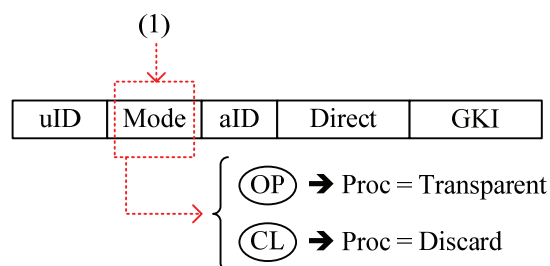 (1)
uID Mode aID Direct GKI
OP ➔ Proc = Transparent
CL ➔ Proc = Discard